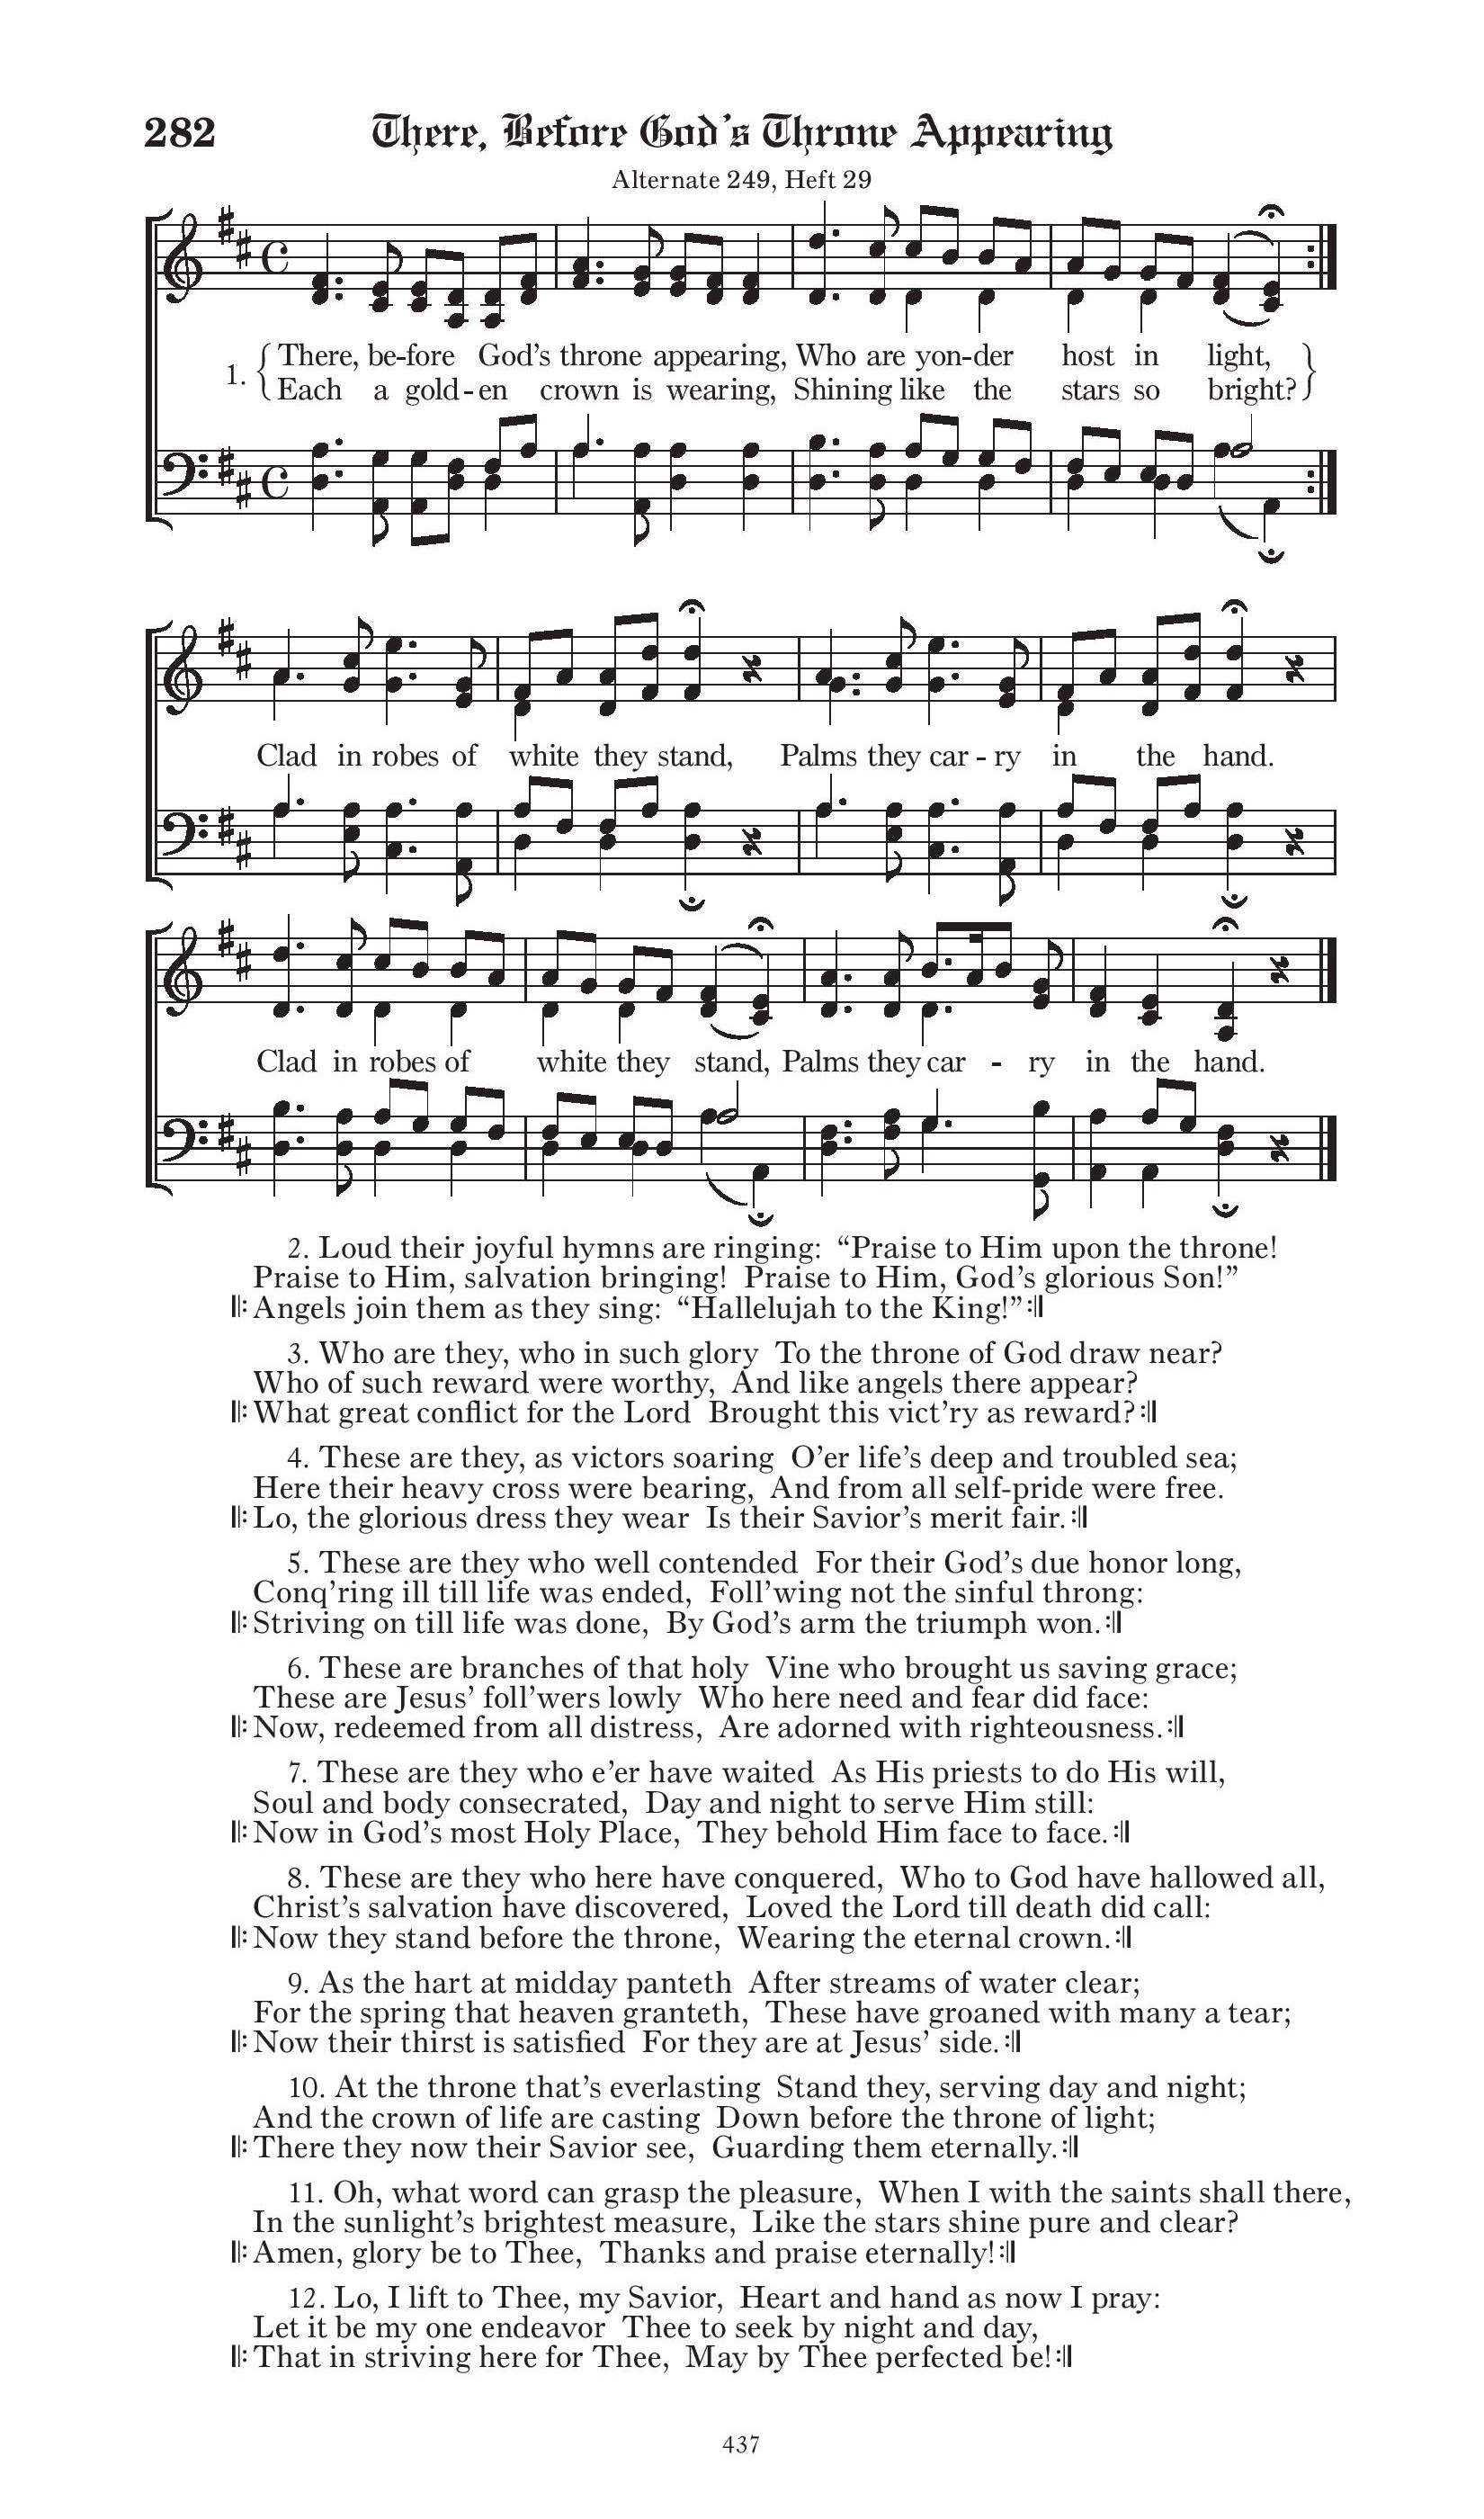 282 There, Before God's Throne Appearing
Alternate 249, Heft 29
1. { There, be-fore God's throne appearing, Who are yon-der host in light, }
Each a gold-en crown is wearing, Shining like the stars so bright?
Clad in robes of white they stand, Palms they car - ry in the hand.
Clad in robes of white they stand, Palms they car - ry in the hand.
2. Loud their joyful hymns are ringing: “Praise to Him upon the throne!
Praise to Him, salvation bringing! Praise to Him, God’s glorious Son!”
𝄆 Angels join them as they sing: “Hallelujah to the King!” 𝄇
3. Who are they, who in such glory To the throne of God draw near?
Who of such reward were worthy, And like angels there appear?
𝄆 What great conflict for the Lord Brought this vict’ry as reward? 𝄇
4. These are they, as victors soaring O’er life’s deep and troubled sea;
Here their heavy cross were bearing, And from all self-pride were free.
𝄆 Lo, the glorious dress they wear Is their Savior’s merit fair. 𝄇
5. These are they who well contended For their God’s due honor long,
Conq’ring ill till life was ended, Foll’wing not the sinful throng:
𝄆 Striving on till life was done, By God’s arm the triumph won. 𝄇
6. These are branches of that holy Vine who brought us saving grace;
These are Jesus’ foll’wers lowly Who here need and fear did face:
𝄆 Now, redeemed from all distress, Are adorned with righteousness. 𝄇
7. These are they who e’er have waited As His priests to do His will,
Soul and body consecrated, Day and night to serve Him still:
𝄆 Now in God’s most Holy Place, They behold Him face to face. 𝄇
8. These are they who here have conquered, Who to God have hallowed all,
Christ’s salvation have discovered, Loved the Lord till death did call:
𝄆 Now they stand before the throne, Wearing the eternal crown. 𝄇
9. As the hart at midday panteth After streams of water clear;
For the spring that heaven granteth, These have groaned with many a tear;
𝄆 Now their thirst is satisfied For they are at Jesus’ side. 𝄇
10. At the throne that’s everlasting Stand they, serving day and night;
And the crown of life are casting Down before the throne of light;
𝄆 There they now their Savior see, Guarding them eternally. 𝄇
11. Oh, what word can grasp the pleasure, When I with the saints shall there,
In the sunlight’s brightest measure, Like the stars shine pure and clear?
𝄆 Amen, glory be to Thee, Thanks and praise eternally! 𝄇
12. Lo, I lift to Thee, my Savior, Heart and hand as now I pray:
Let it be my one endeavor Thee to seek by night and day,
𝄆 That in striving here for Thee, May by Thee perfected be! 𝄇
437